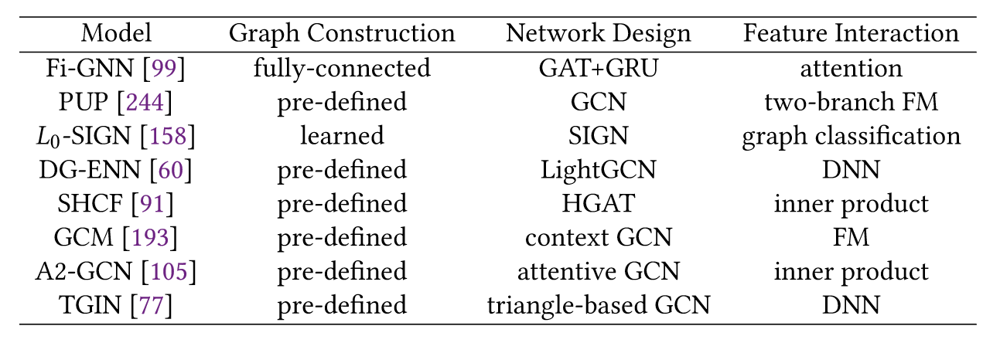 Model Graph Construction Network Design Feature Interaction
Fi-GNN [99] fully-connected GAT+GRU attention
PUP [244] pre-defined GCN two-branch FM
L0-SIGN [158] learned SIGN graph classification
DG-ENN [60] pre-defined LightGCN DNN
SHCF [91] pre-defined HGAT inner product
GCM [193] pre-defined context GCN FM
A2-GCN [105] pre-defined attentive GCN inner product
TGIN [77] pre-defined triangle-based GCN DNN